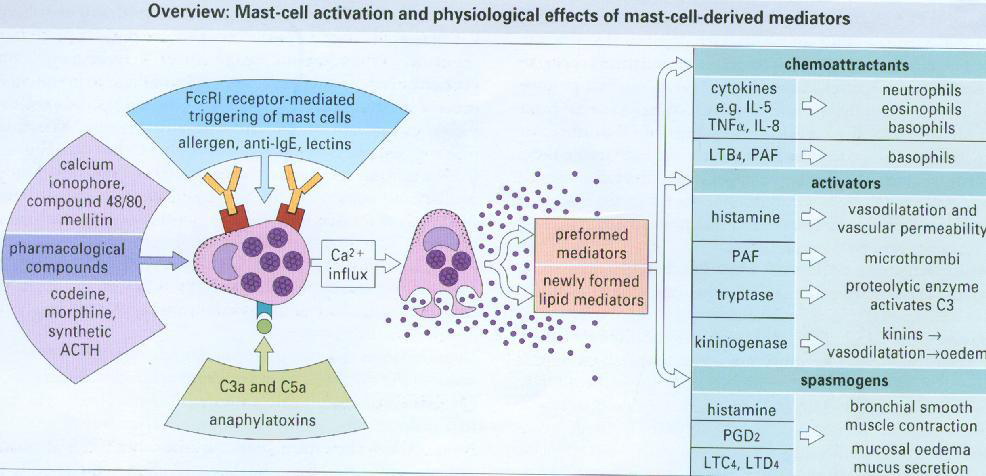 Overview: Mast-cell activation and physiological effects of mast-cell-derived mediators
FcεRI receptor-mediated
triggering of mast cells
allergen, anti-IgE, lectins
calcium
ionophore,
compound 48/80,
mellitin
pharmacological
compounds
codeine,
morphine,
synthetic
ACTH
Ca2+
influx
C3a and C5a
anaphylatoxins
preformed
mediators
newly formed
lipid mediators
chemoattractants
cytokines
e.g. IL-5
TNFα, IL-8
neutrophils
eosinophils
basophils
LTB4, PAF
basophils
activators
histamine
vasodilatation and
vascular permeability
PAF
microthrombi
tryptase
proteolytic enzyme
activates C3
kininogenase
kinins →
vasodilatation→oedem
spasmogens
histamine
PGD2
LTC4, LTD4
bronchial smooth
muscle contraction
mucosal oedema
mucus secretion